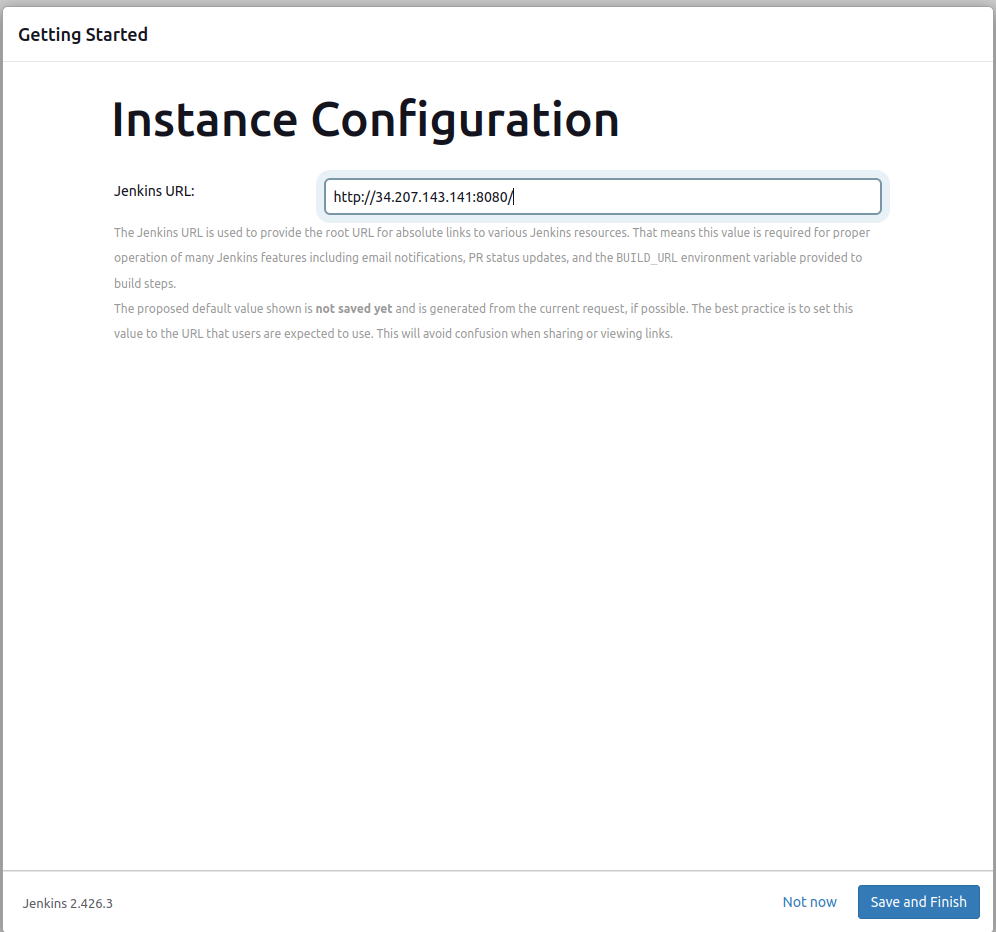 Getting Started
Instance Configuration
Jenkins URL:
http://34.207.143.141:8080/
The Jenkins URL is used to provide the root URL for absolute links to various Jenkins resources. That means this value is required for proper
operation of many Jenkins features including email notifications, PR status updates, and the BUILD_URL environment variable provided to
build steps.
The proposed default value shown is not saved yet and is generated from the current request, if possible. The best practice is to set this
value to the URL that users are expected to use. This will avoid confusion when sharing or viewing links.
Jenkins 2.426.3
Not now
Save and Finish